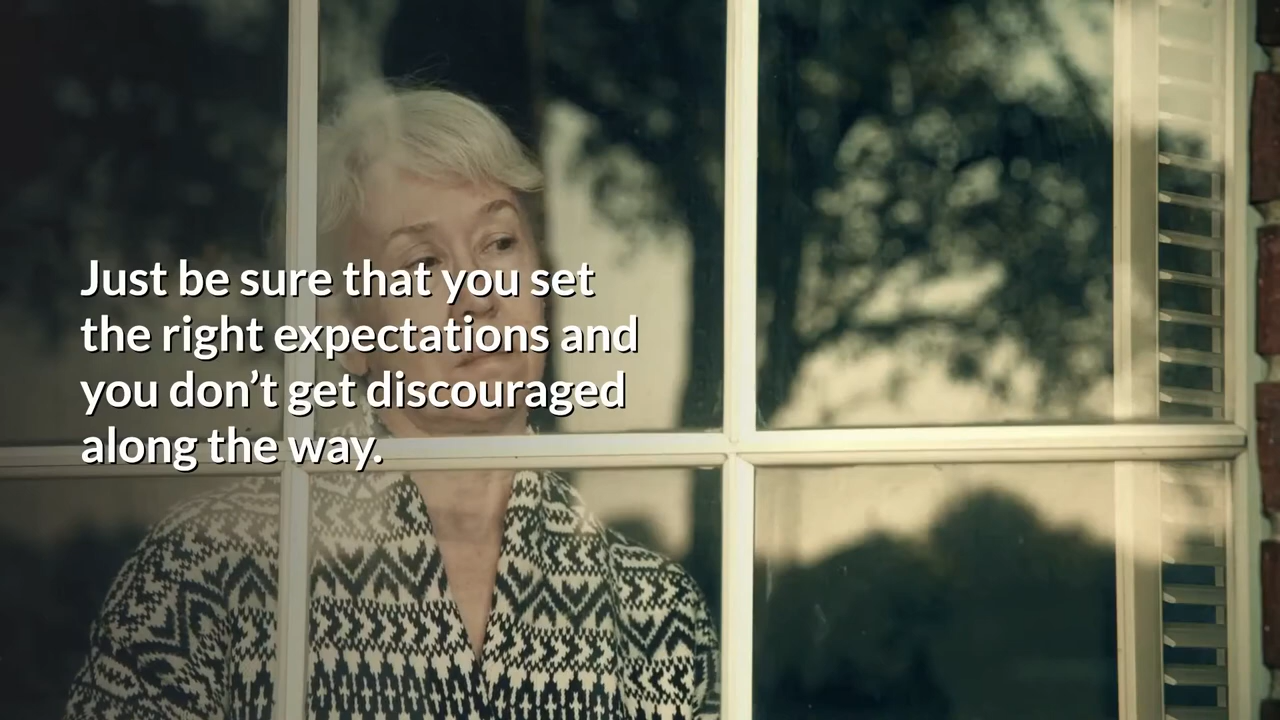 Just be sure that you set
the right expectations and
you don’t get discouraged
along the way.